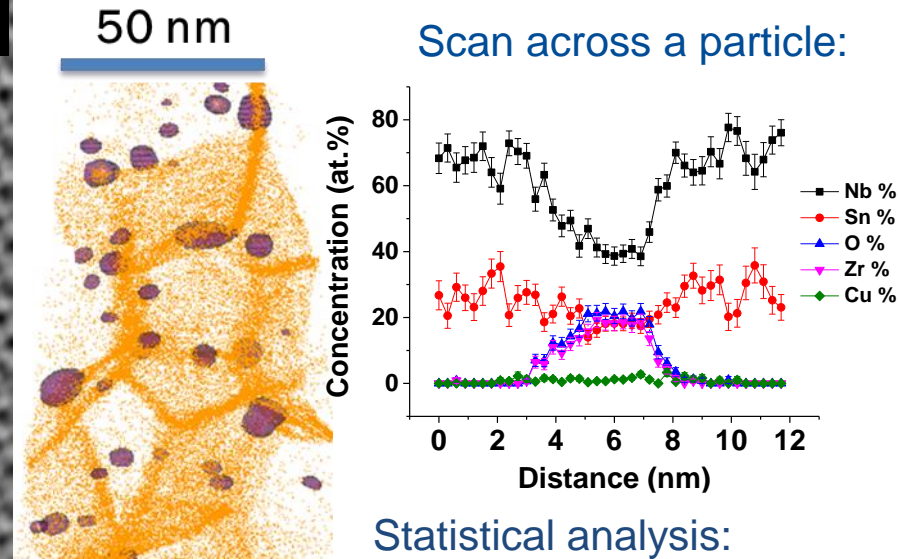 50 nm
Scan across a particle:
Concentration (at.%)
80
60
40
20
0
0 2 4 6 8 10 12
Distance (nm)
Nb %
Sn %
O %
Zr %
Cu %
Statistical analysis: